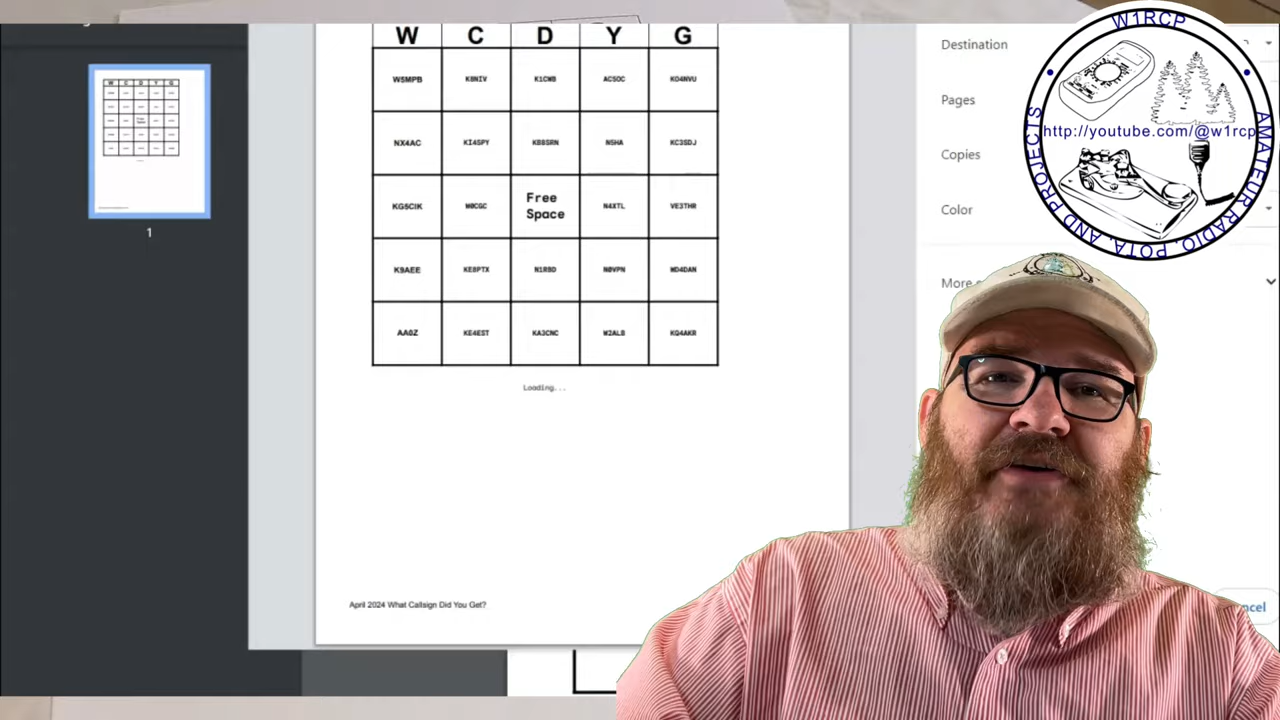 W C D Y G
W5MPB K8NIV K1CWB AC5OC KO4NVU
NX4AC KI4SPY KB8SRN N5HA KC3SDJ
KG5CIK W0CGC Free Space N4XTL VE3THR
K9AEE KE8PTX N1RBD N0VPN WD4DAN
AA0Z KE4EST KA3CNC W2ALB KQ4AKR
Loading...
April 2024 What Callsign Did You Get?
1
Destination
Pages
Copies
Color
More
W1RCP
http://youtube.com/@w1rcp
AMATEUR RADIO, POTA, AND PROJECTS